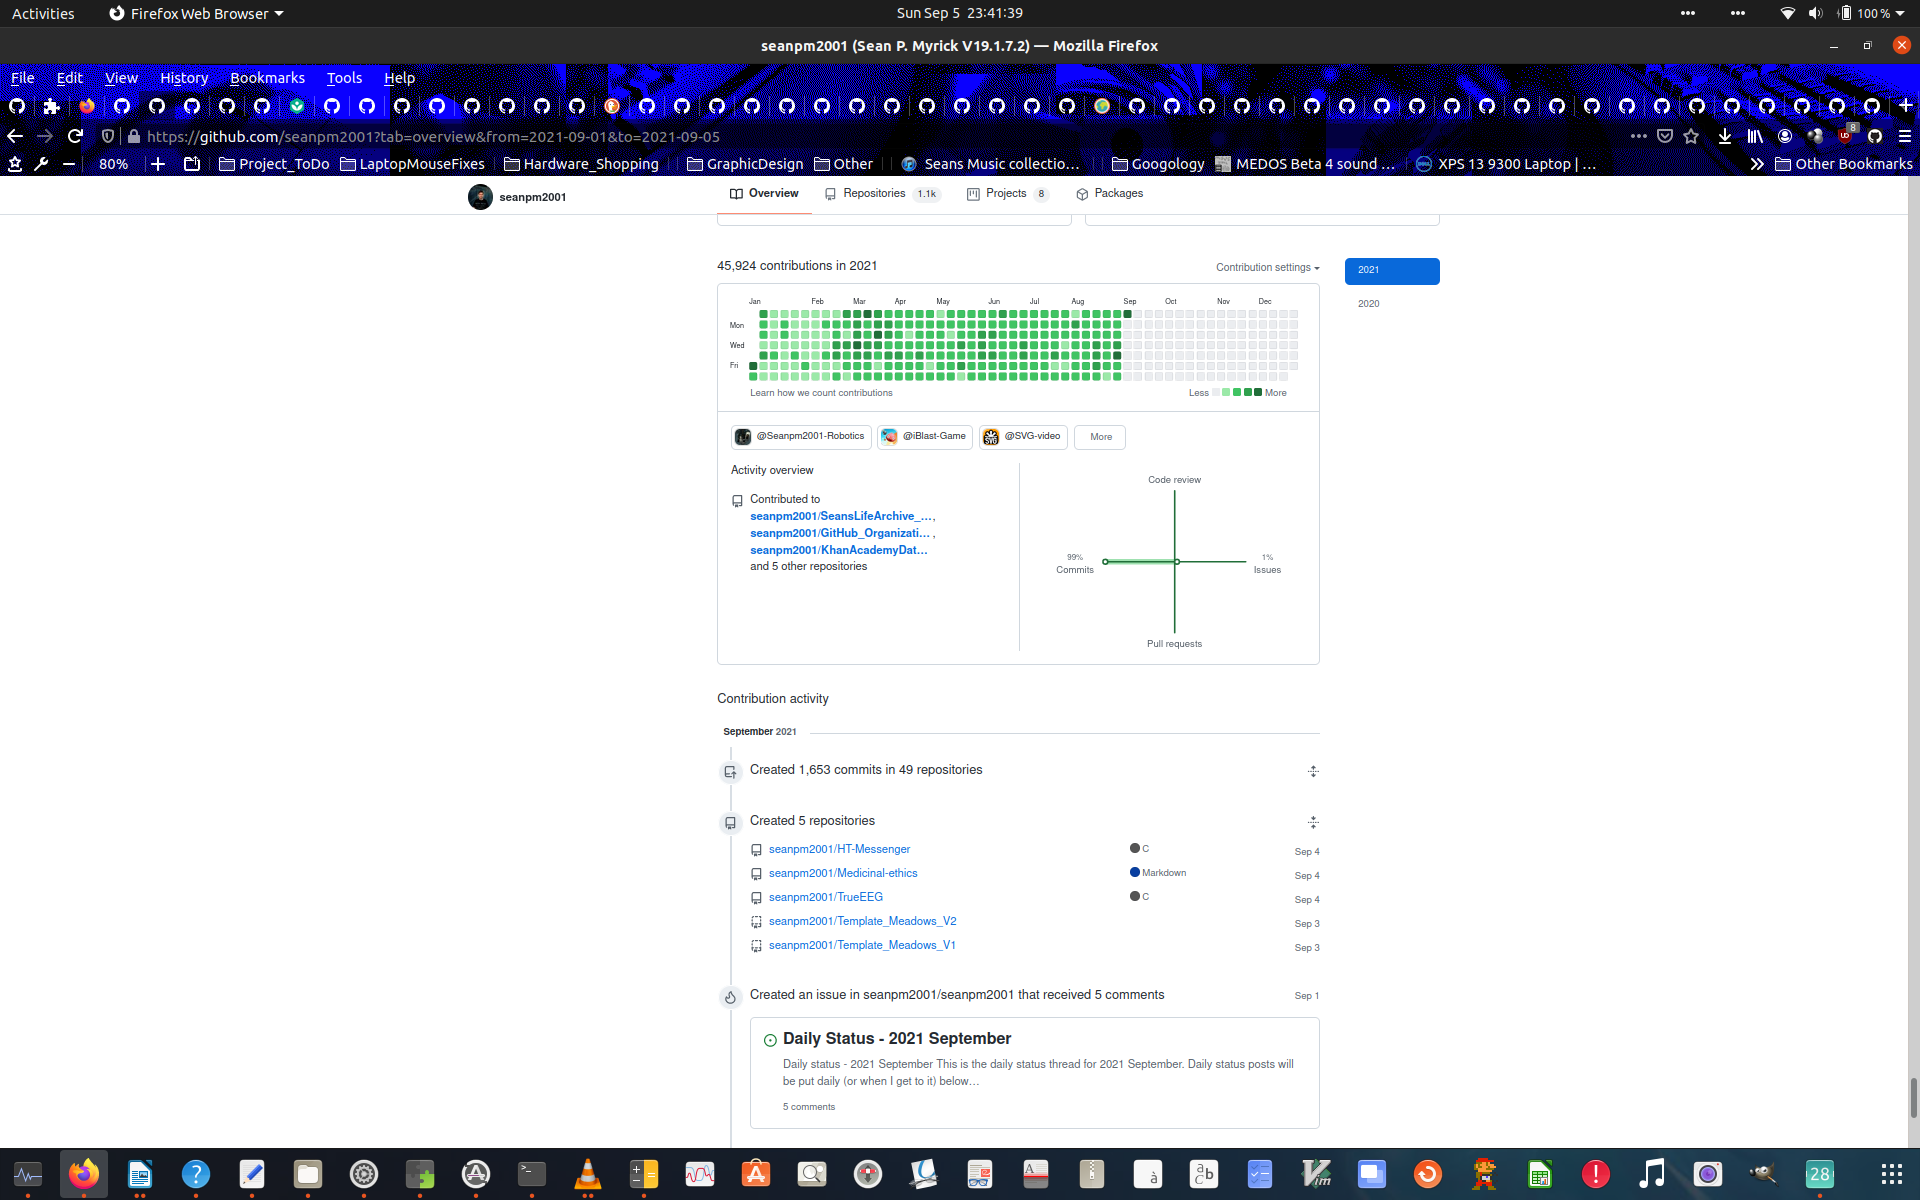 Activities
Firefox Web Browser
Sun Sep 5 23:41:39
100 %
seanpm2001 (Sean P. Myrick V19.1.7.2) — Mozilla Firefox
File Edit View History Bookmarks Tools Help
https://github.com/seanpm2001?tab=overview&from=2021-09-01&to=2021-09-05
8
80% Project_ToDo LaptopMouseFixes Hardware_Shopping GraphicDesign Other Seans Music collectio… Googology MEDOS Beta 4 sound … XPS 13 9300 Laptop | … Other Bookmarks
seanpm2001
Overview Repositories 1.1k Projects 8 Packages
45,924 contributions in 2021
Contribution settings
2021
2020
Jan Feb Mar Apr May Jun Jul Aug Sep Oct Nov Dec
Mon
Wed
Fri
Learn how we count contributions
Less More
@Seanpm2001-Robotics @iBlast-Game @SVG-video More
Activity overview
Contributed to
seanpm2001/SeansLifeArchive_…,
seanpm2001/GitHub_Organizati… ,
seanpm2001/KhanAcademyDat…
and 5 other repositories
Code review
99%
Commits
1%
Issues
Pull requests
Contribution activity
September 2021
Created 1,653 commits in 49 repositories
Created 5 repositories
seanpm2001/HT-Messenger C Sep 4
seanpm2001/Medicinal-ethics Markdown Sep 4
seanpm2001/TrueEEG C Sep 4
seanpm2001/Template_Meadows_V2 Sep 3
seanpm2001/Template_Meadows_V1 Sep 3
Created an issue in seanpm2001/seanpm2001 that received 5 comments Sep 1
Daily Status - 2021 September
Daily status - 2021 September This is the daily status thread for 2021 September. Daily status posts will
be put daily (or when I get to it) below…
5 comments
28